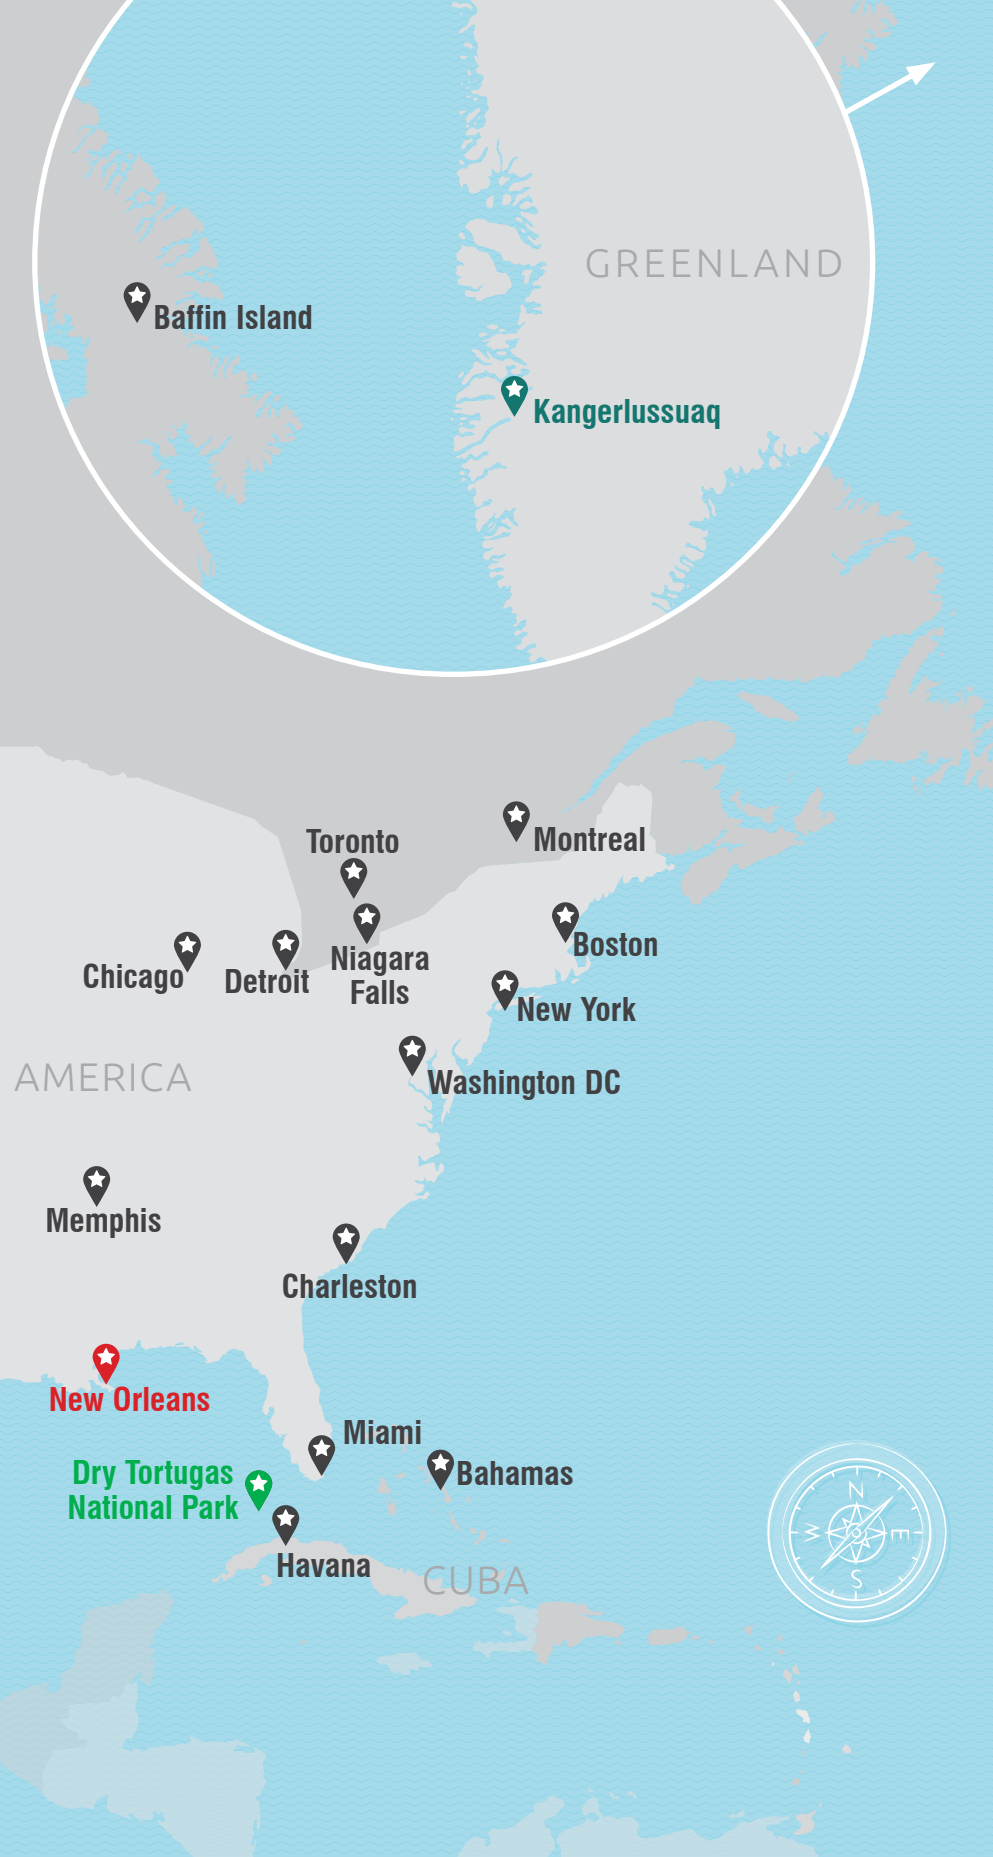 GREENLAND
Baffin Island
Kangerlussuaq
Toronto
Montreal
Boston
Niagara
Falls
Chicago
Detroit
New York
AMERICA
Washington DC
Memphis
Charleston
New Orleans
Miami
Dry Tortugas
National Park
Bahamas
Havana
CUBA
N
W
E
S